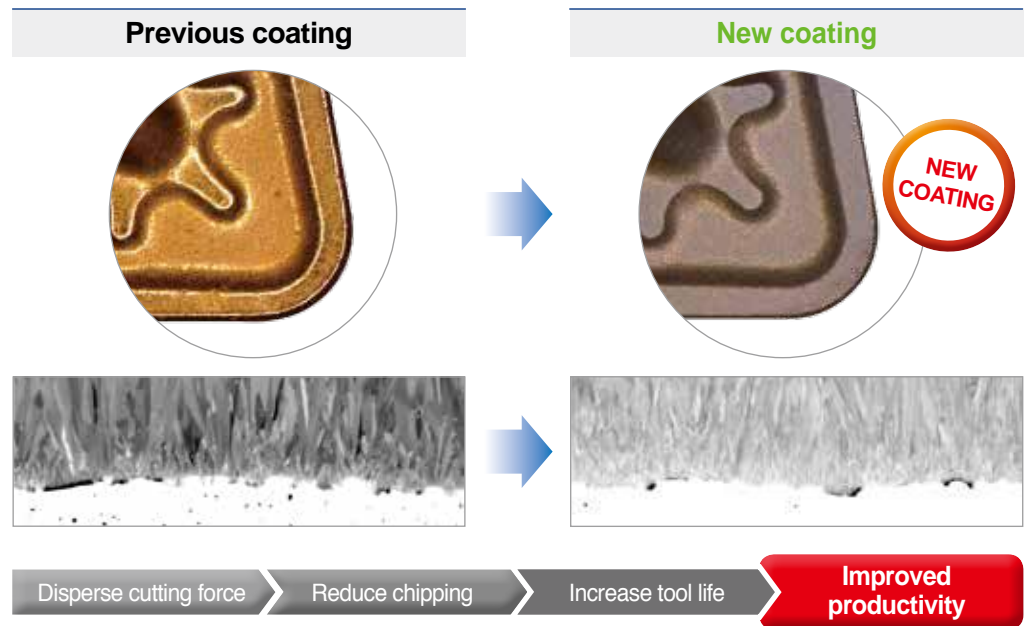 Previous coating
New coating
NEW
COATING
Disperse cutting force
Reduce chipping
Increase tool life
Improved
productivity